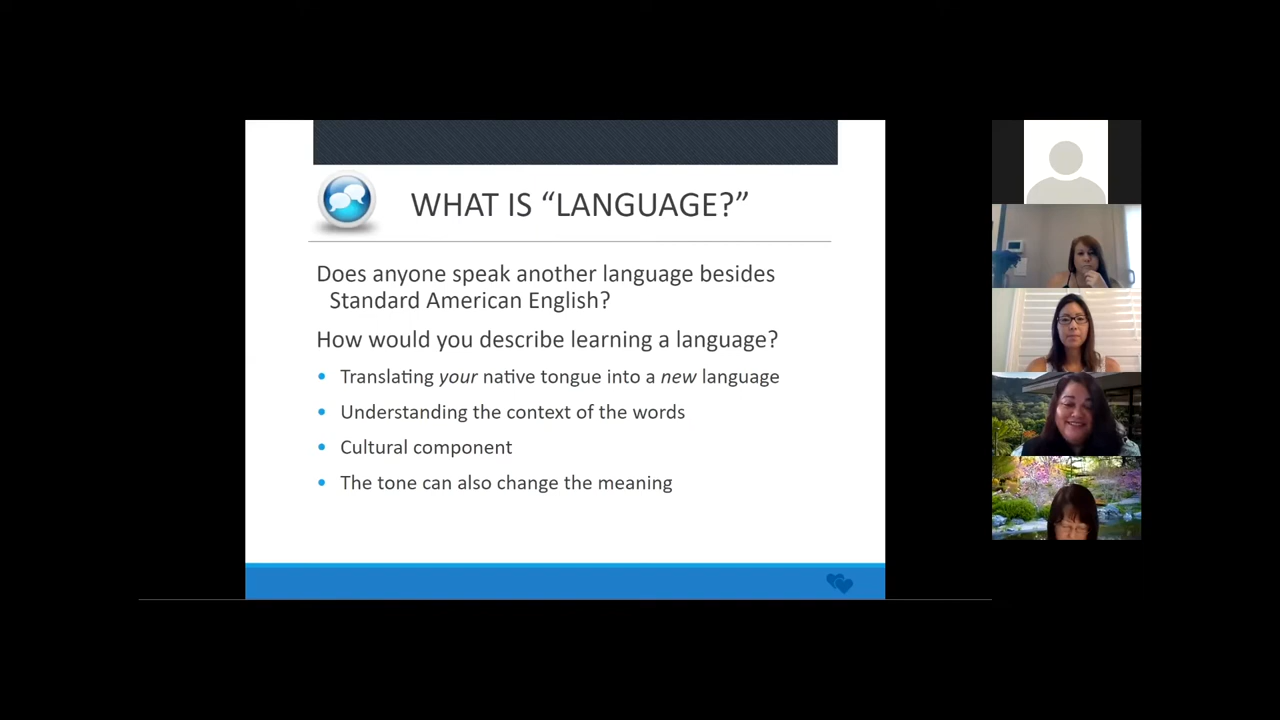 WHAT IS “LANGUAGE?”
Does anyone speak another language besides
Standard American English?
How would you describe learning a language?
• Translating your native tongue into a new language
• Understanding the context of the words
• Cultural component
• The tone can also change the meaning